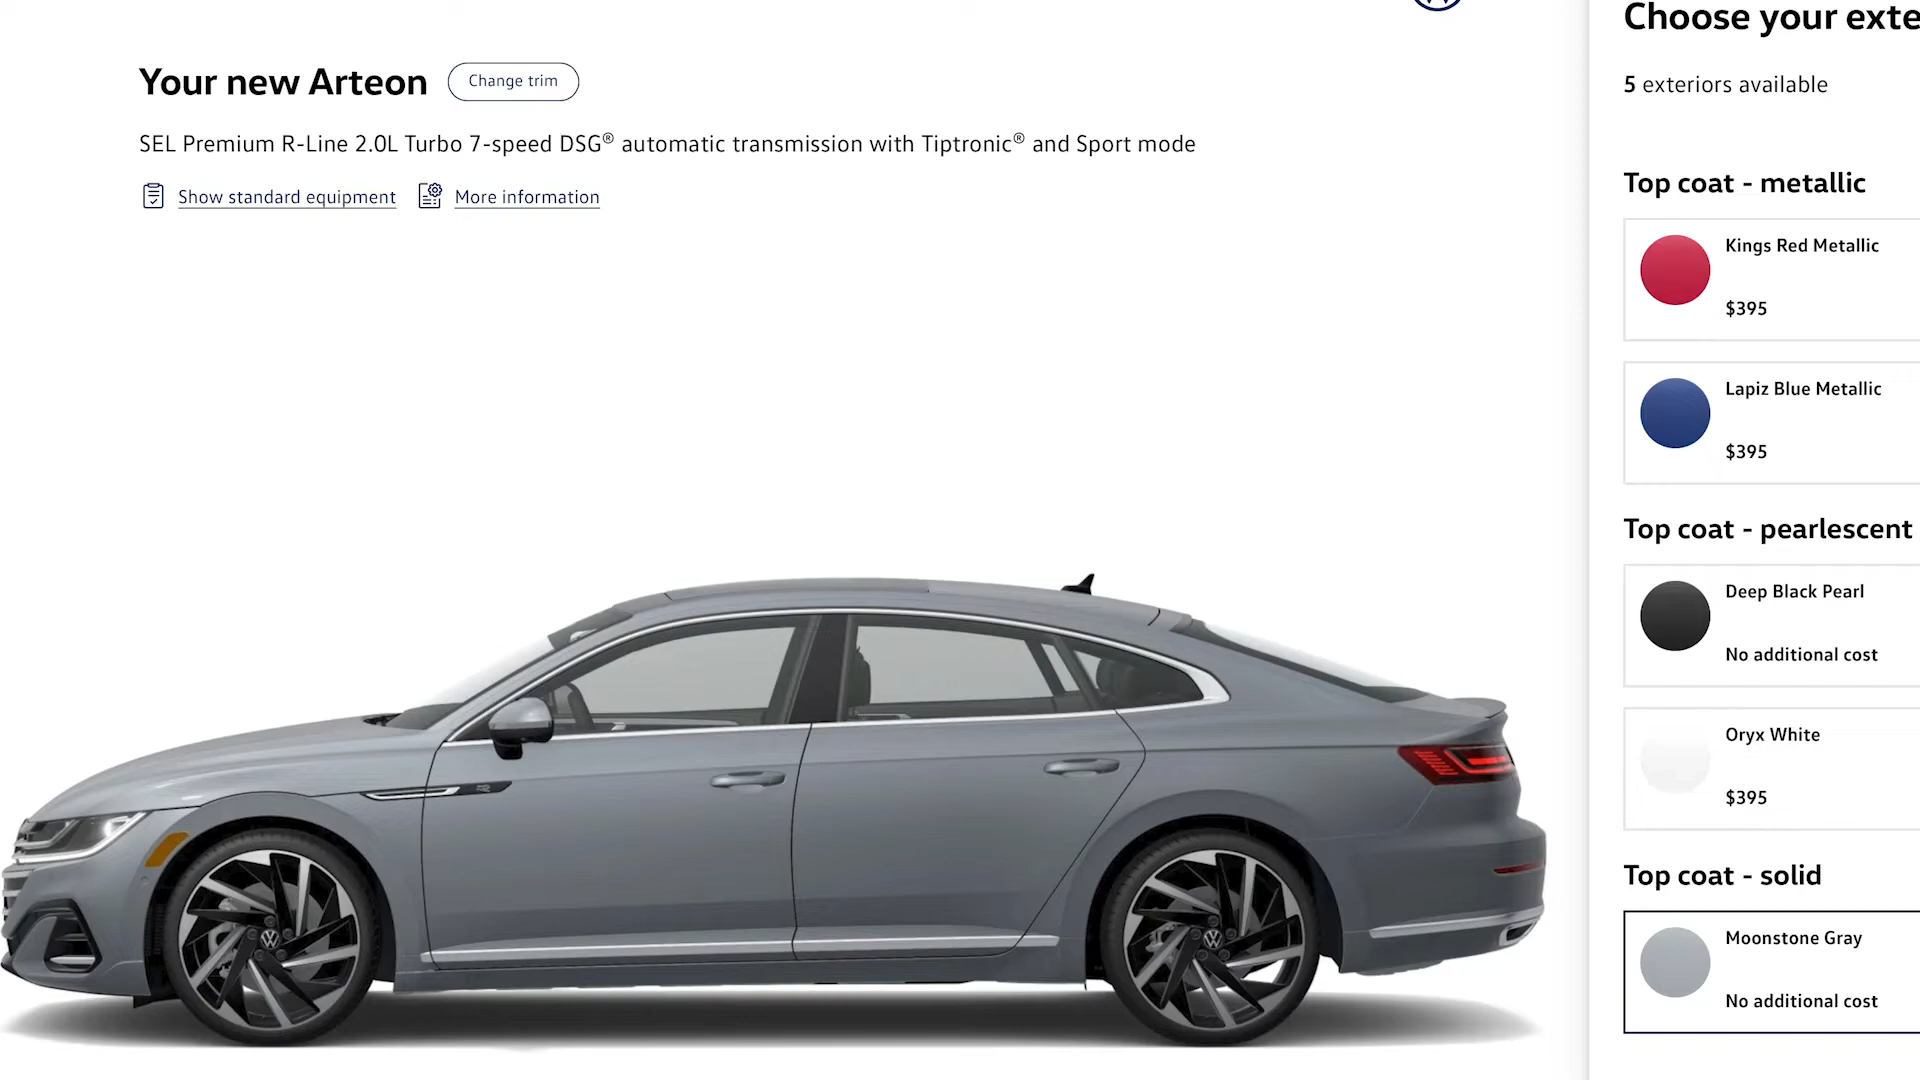 Your new Arteon
Change trim
SEL Premium R-Line 2.0L Turbo 7-speed DSG® automatic transmission with Tiptronic® and Sport mode
Show standard equipment
More information
Choose your exte
5 exteriors available
Top coat - metallic
Kings Red Metallic
$395
Lapiz Blue Metallic
$395
Top coat - pearlescent
Deep Black Pearl
No additional cost
Oryx White
$395
Top coat - solid
Moonstone Gray
No additional cost